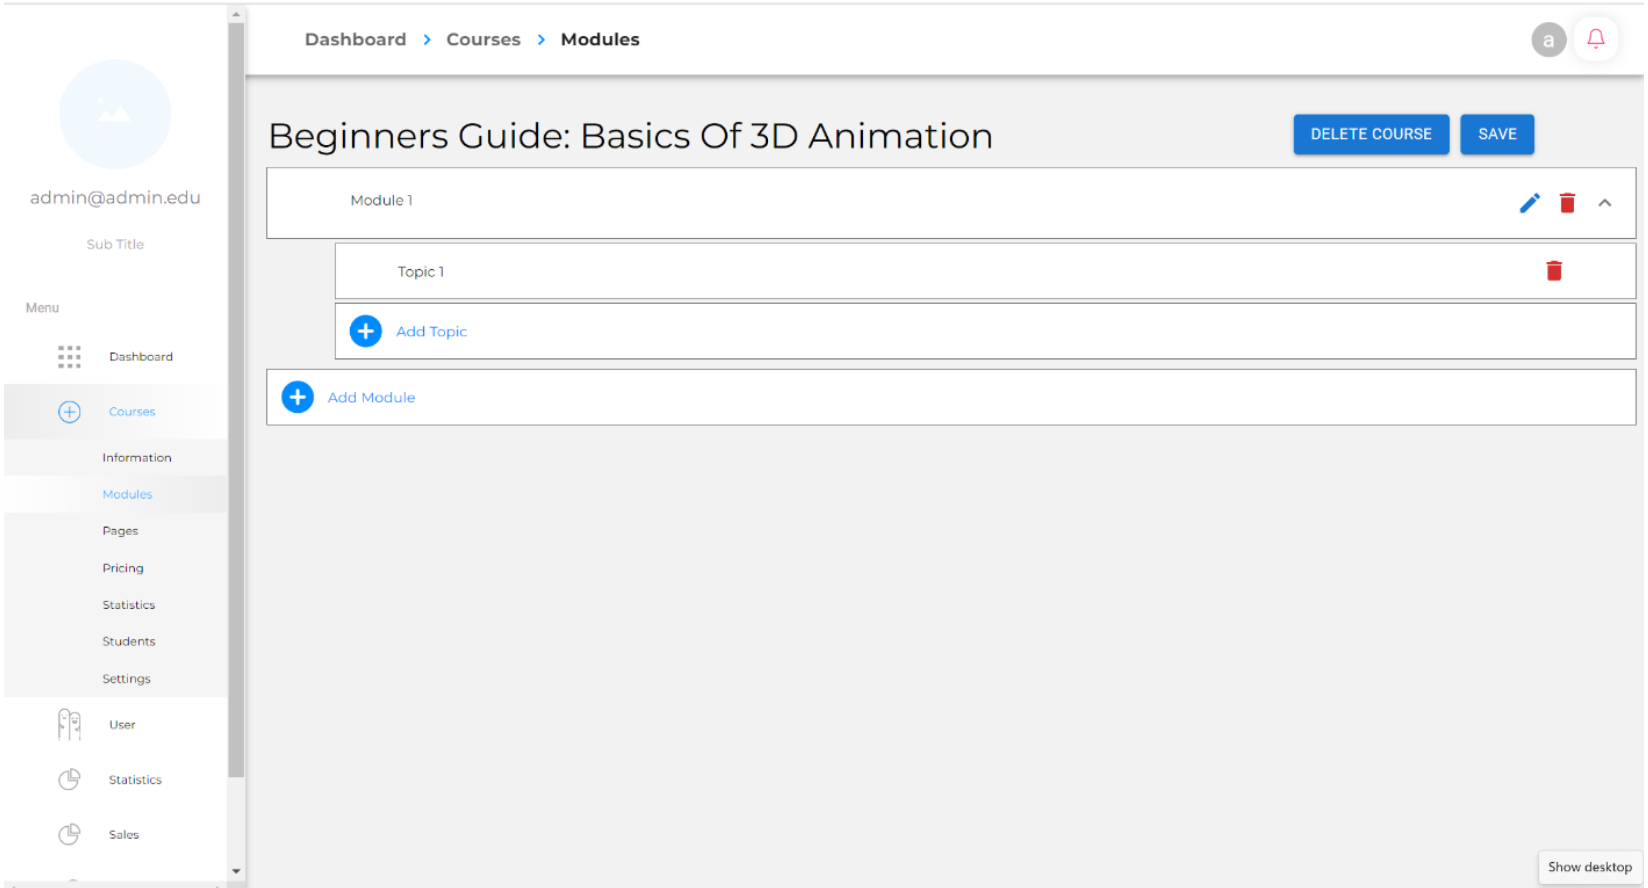 Dashboard > Courses > Modules
a
admin@admin.edu
Sub Title
Menu
Dashboard
Courses
Information
Modules
Pages
Pricing
Statistics
Students
Settings
User
Statistics
Sales
Beginners Guide: Basics Of 3D Animation
DELETE COURSE
SAVE
Module 1
Topic 1
Add Topic
Add Module
Show desktop